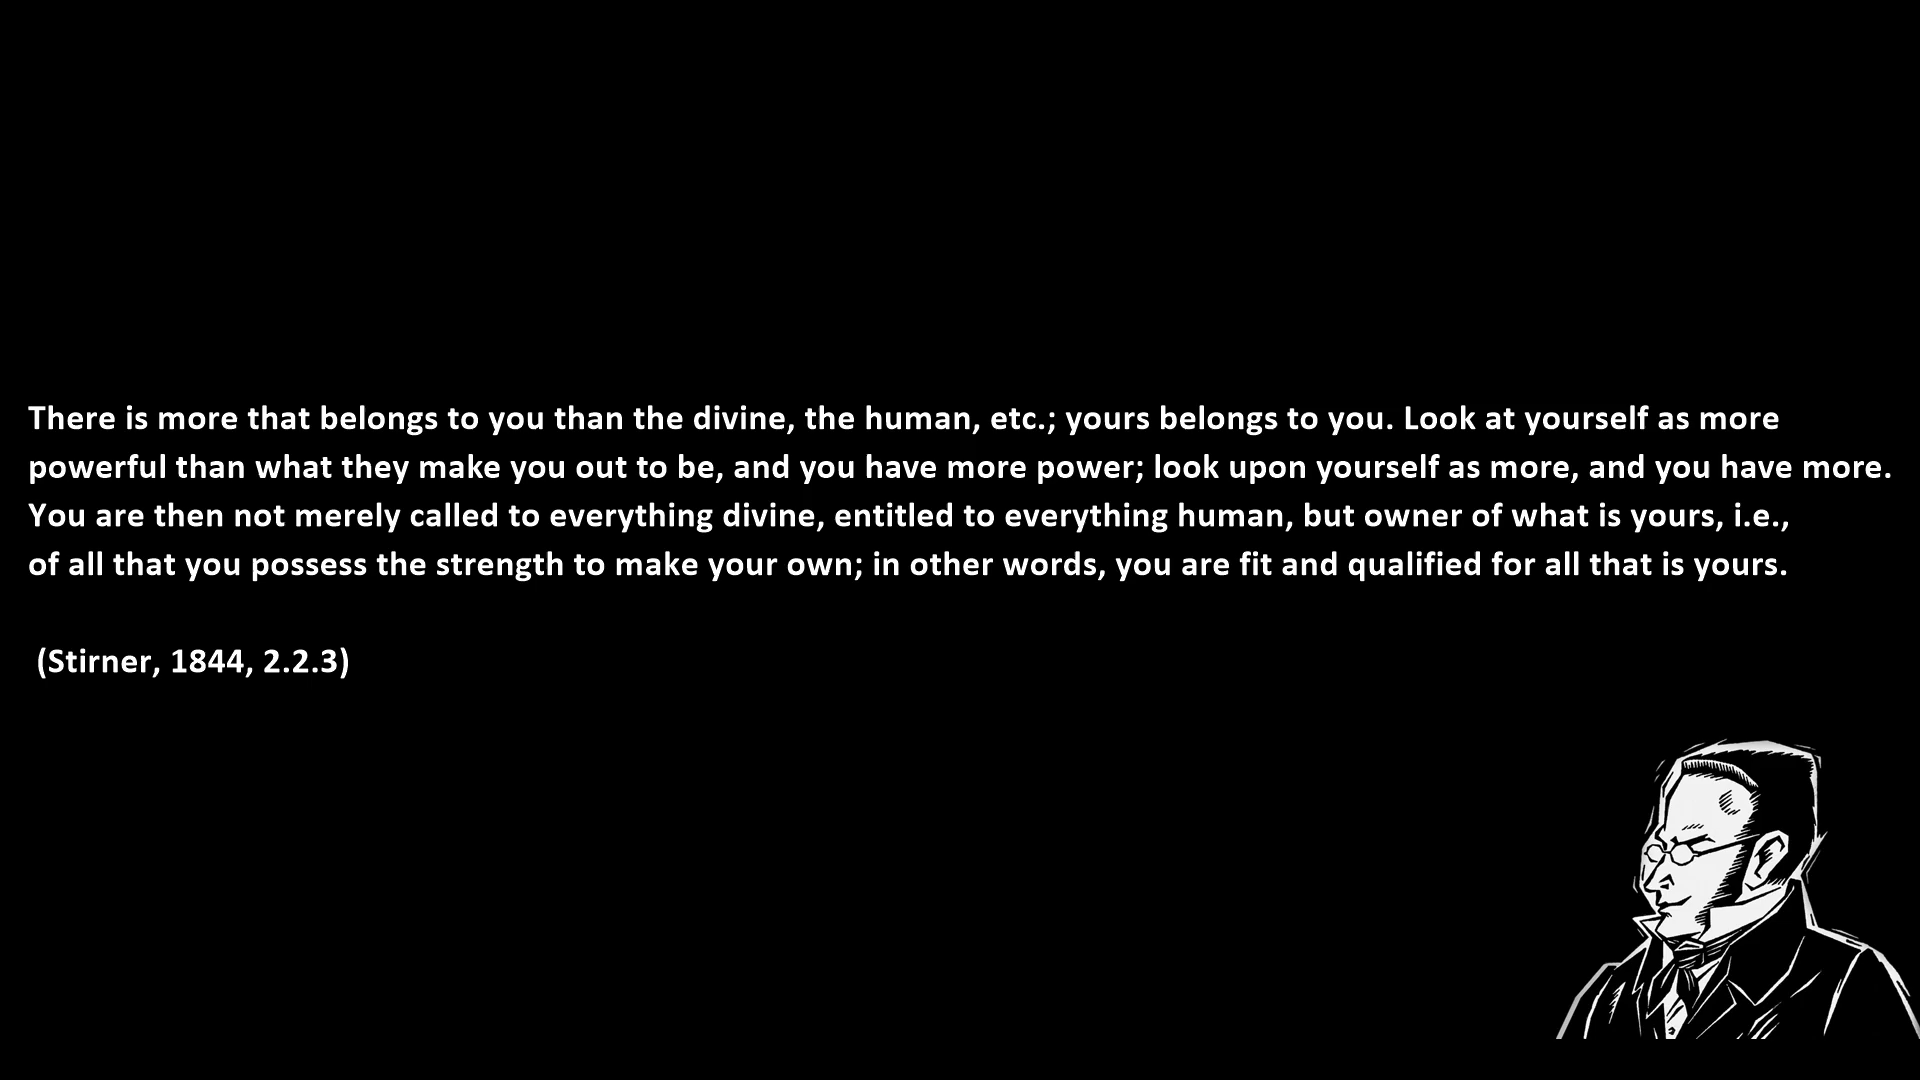 There is more that belongs to you than the divine, the human, etc.; yours belongs to you. Look at yourself as more
powerful than what they make you out to be, and you have more power; look upon yourself as more, and you have more.
You are then not merely called to everything divine, entitled to everything human, but owner of what is yours, i.e.,
of all that you possess the strength to make your own; in other words, you are fit and qualified for all that is yours.
(Stirner, 1844, 2.2.3)